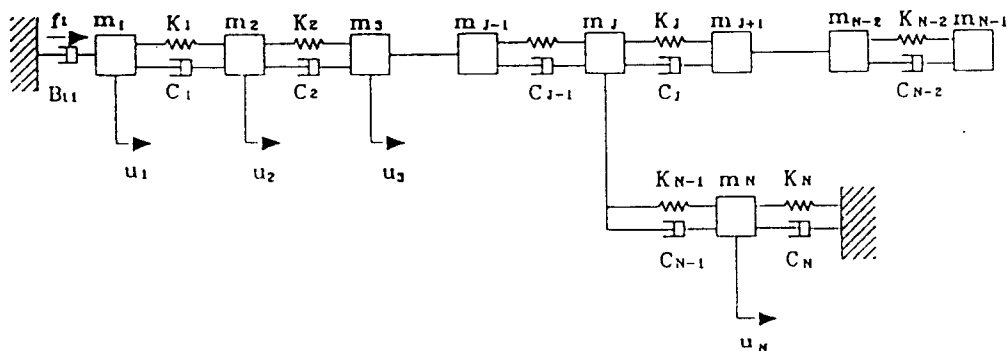 f1 m1 K1 m2 K2 m3 mJ-1 mJ KJ mJ+1 mN-2 KN-2 mN-1
B11 C1 C2 CJ-1 CJ CN-2
u1 u2 u3
KN-1 mN KN
CN-1 CN
uN